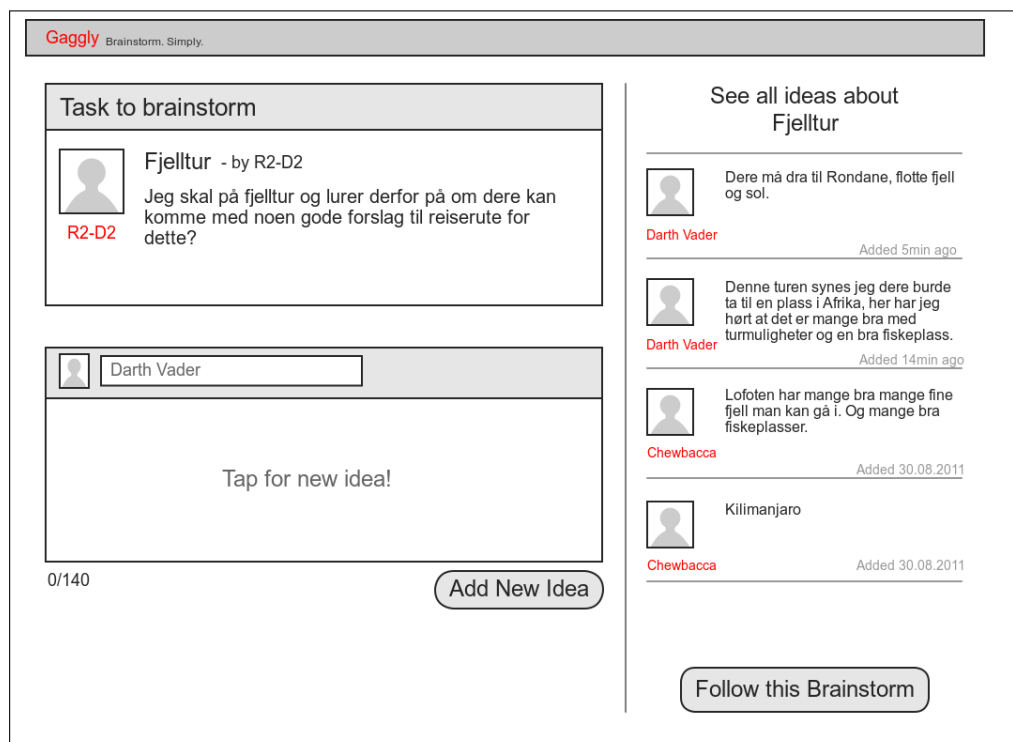 Gaggly Brainstorm. Simply.
Task to brainstorm
Fjelltur - by R2-D2
Jeg skal på fjelltur og lurer derfor på om dere kan
komme med noen gode forslag til reiserute for
dette?
R2-D2
Darth Vader
Tap for new idea!
0/140
Add New Idea
See all ideas about
Fjelltur
Dere må dra til Rondane, flotte fjell
og sol.
Darth Vader
Added 5min ago
Denne turen synes jeg dere burde
ta til en plass i Afrika, her har jeg
hørt at det er mange bra med
turmuligheter og en bra fiskeplass.
Darth Vader
Added 14min ago
Lofoten har mange bra mange fine
fjell man kan gå i. Og mange bra
fiskeplasser.
Chewbacca
Added 30.08.2011
Kilimanjaro
Chewbacca
Added 30.08.2011
Follow this Brainstorm